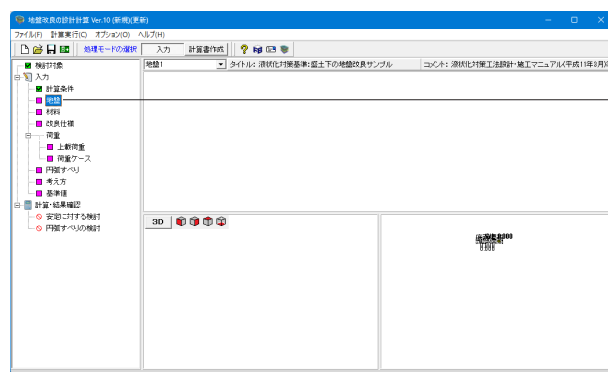 地盤改良の設計計算 Ver.10 (新規)(更新)
ファイル(F) 計算実行(C) オプション(O) ヘルプ(H)
処理モードの選択 入力 計算書作成
検討対象
入力
計算条件
地盤
材料
改良仕様
荷重
上載荷重
荷重ケース
円弧すべり
考え方
基準値
計算・結果確認
安定に対する検討
円弧すべりの検討
地盤1 タイトル: 液状化対策基準:盛土下の地盤改良サンプル コメント: 液状化対策工法設計・施工マニュアル(平成11年3月)
3D